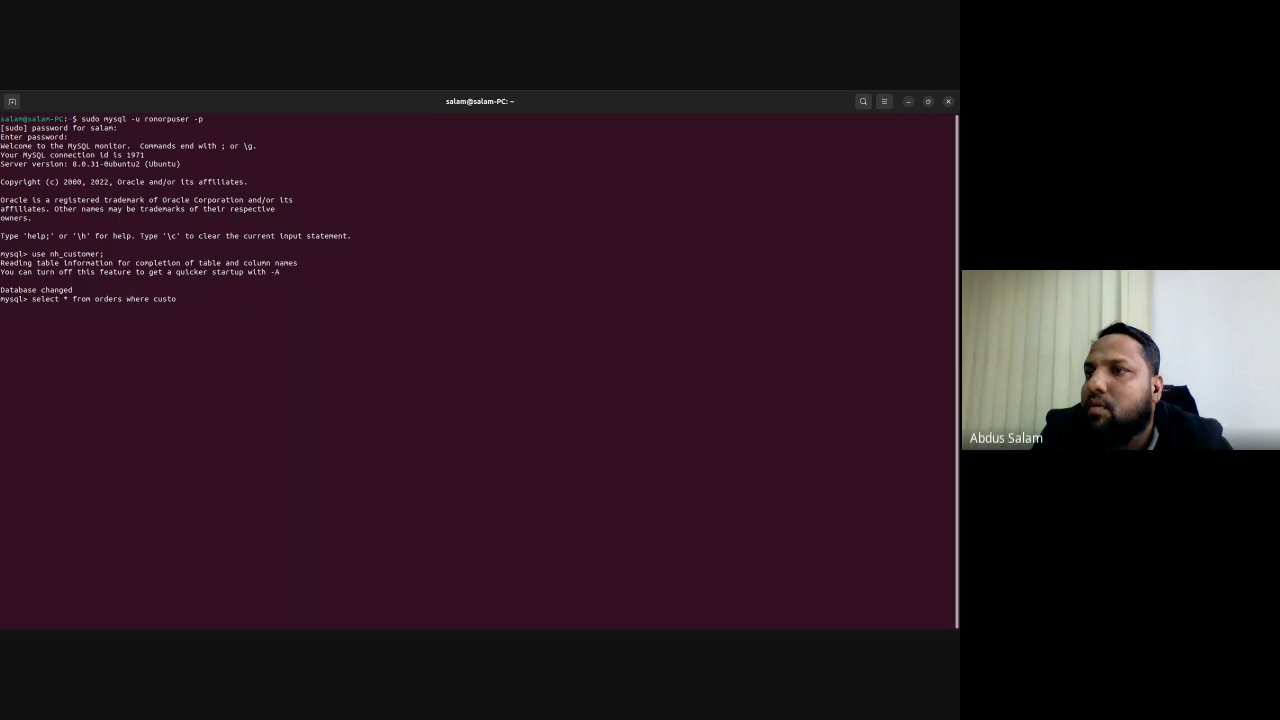 salam@salam-PC: ~
salam@salam-PC:~$ sudo mysql -u ronorpuser -p
[sudo] password for salam:
Enter password:
Welcome to the MySQL monitor.  Commands end with ; or \g.
Your MySQL connection id is 1971
Server version: 8.0.31-0ubuntu2 (Ubuntu)
Copyright (c) 2000, 2022, Oracle and/or its affiliates.
Oracle is a registered trademark of Oracle Corporation and/or its
affiliates. Other names may be trademarks of their respective
owners.
Type 'help;' or '\h' for help. Type '\c' to clear the current input statement.
mysql> use nh_customer;
Reading table information for completion of table and column names
You can turn off this feature to get a quicker startup with -A
Database changed
mysql> select * from orders where custo
Abdus Salam